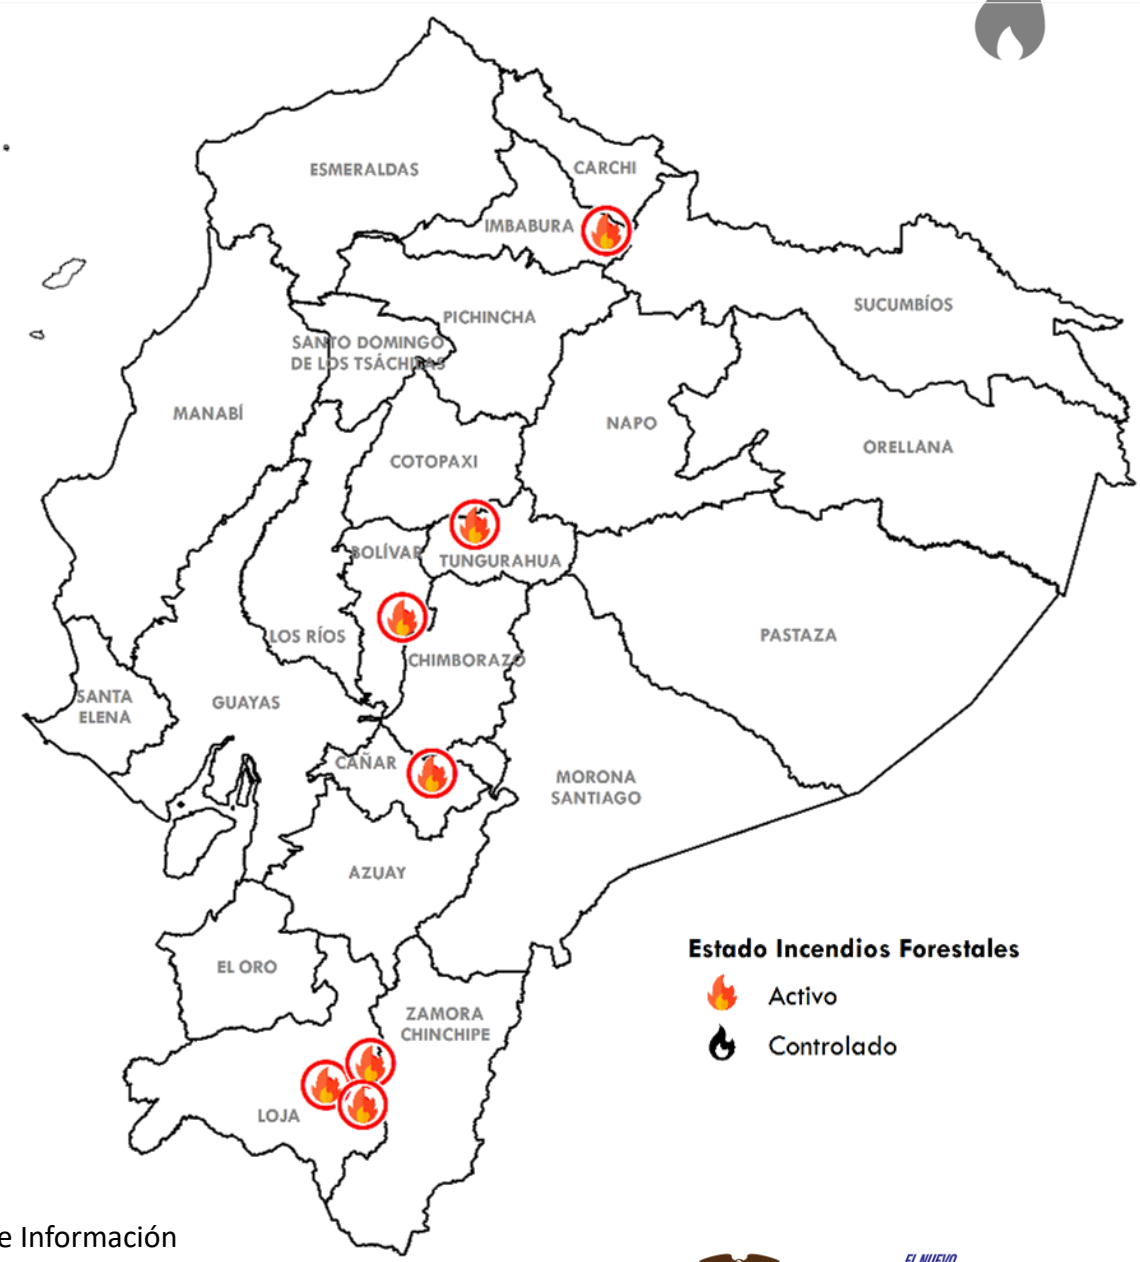 ESMERALDAS
CARCHI
IMBABURA
SUCUMBÍOS
PICHINCHA
SANTO DOMINGO
DE LOS TSÁCHILAS
MANABÍ
NAPO
ORELLANA
COTOPAXI
BOLÍVAR
TUNGURAHUA
LOS RÍOS
PASTAZA
CHIMBORAZO
SANTA
ELENA
GUAYAS
CAÑAR
MORONA
SANTIAGO
AZUAY
Estado Incendios Forestales
EL ORO
Activo
ZAMORA
CHINCHIPE
Controlado
LOJA
e Información
EL NUEVO